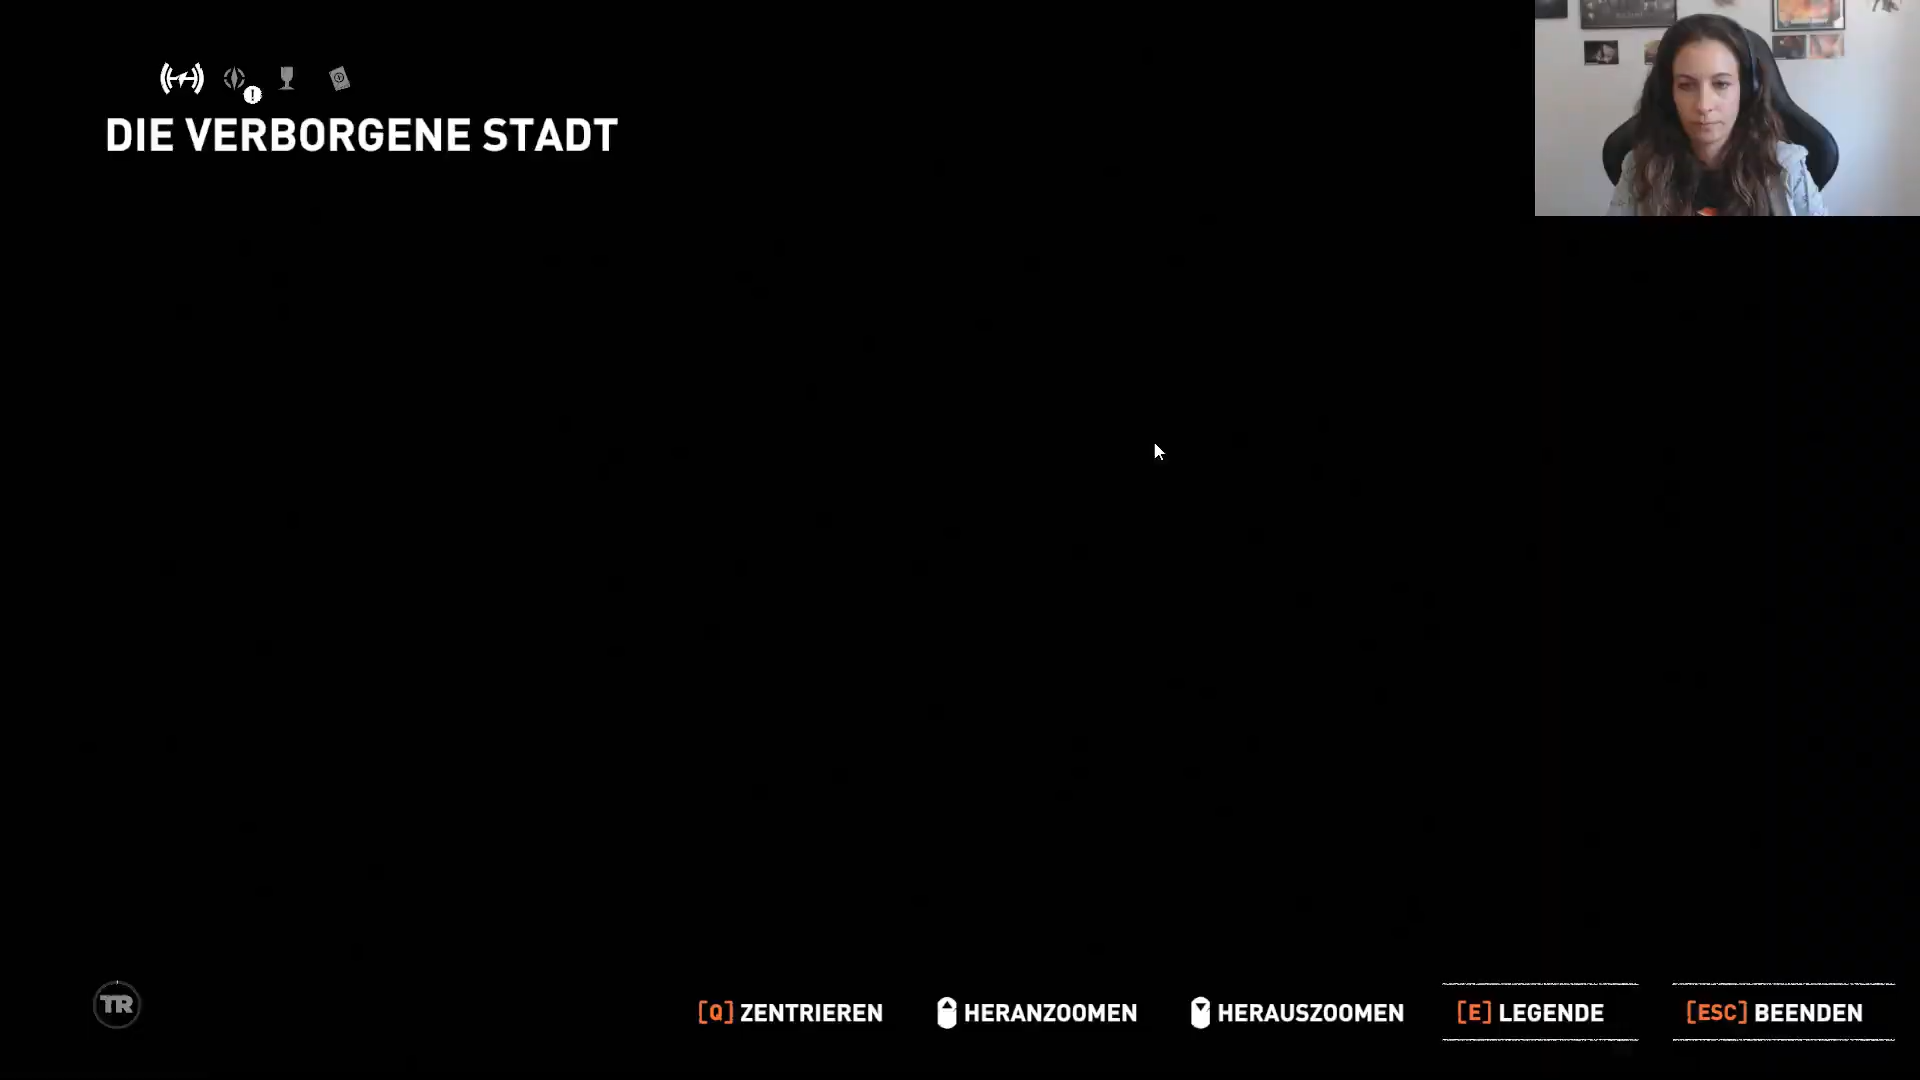 !
DIE VERBORGENE STADT
TR
[Q] ZENTRIEREN HERANZOOMEN HERAUSZOOMEN [E] LEGENDE [ESC] BEENDEN